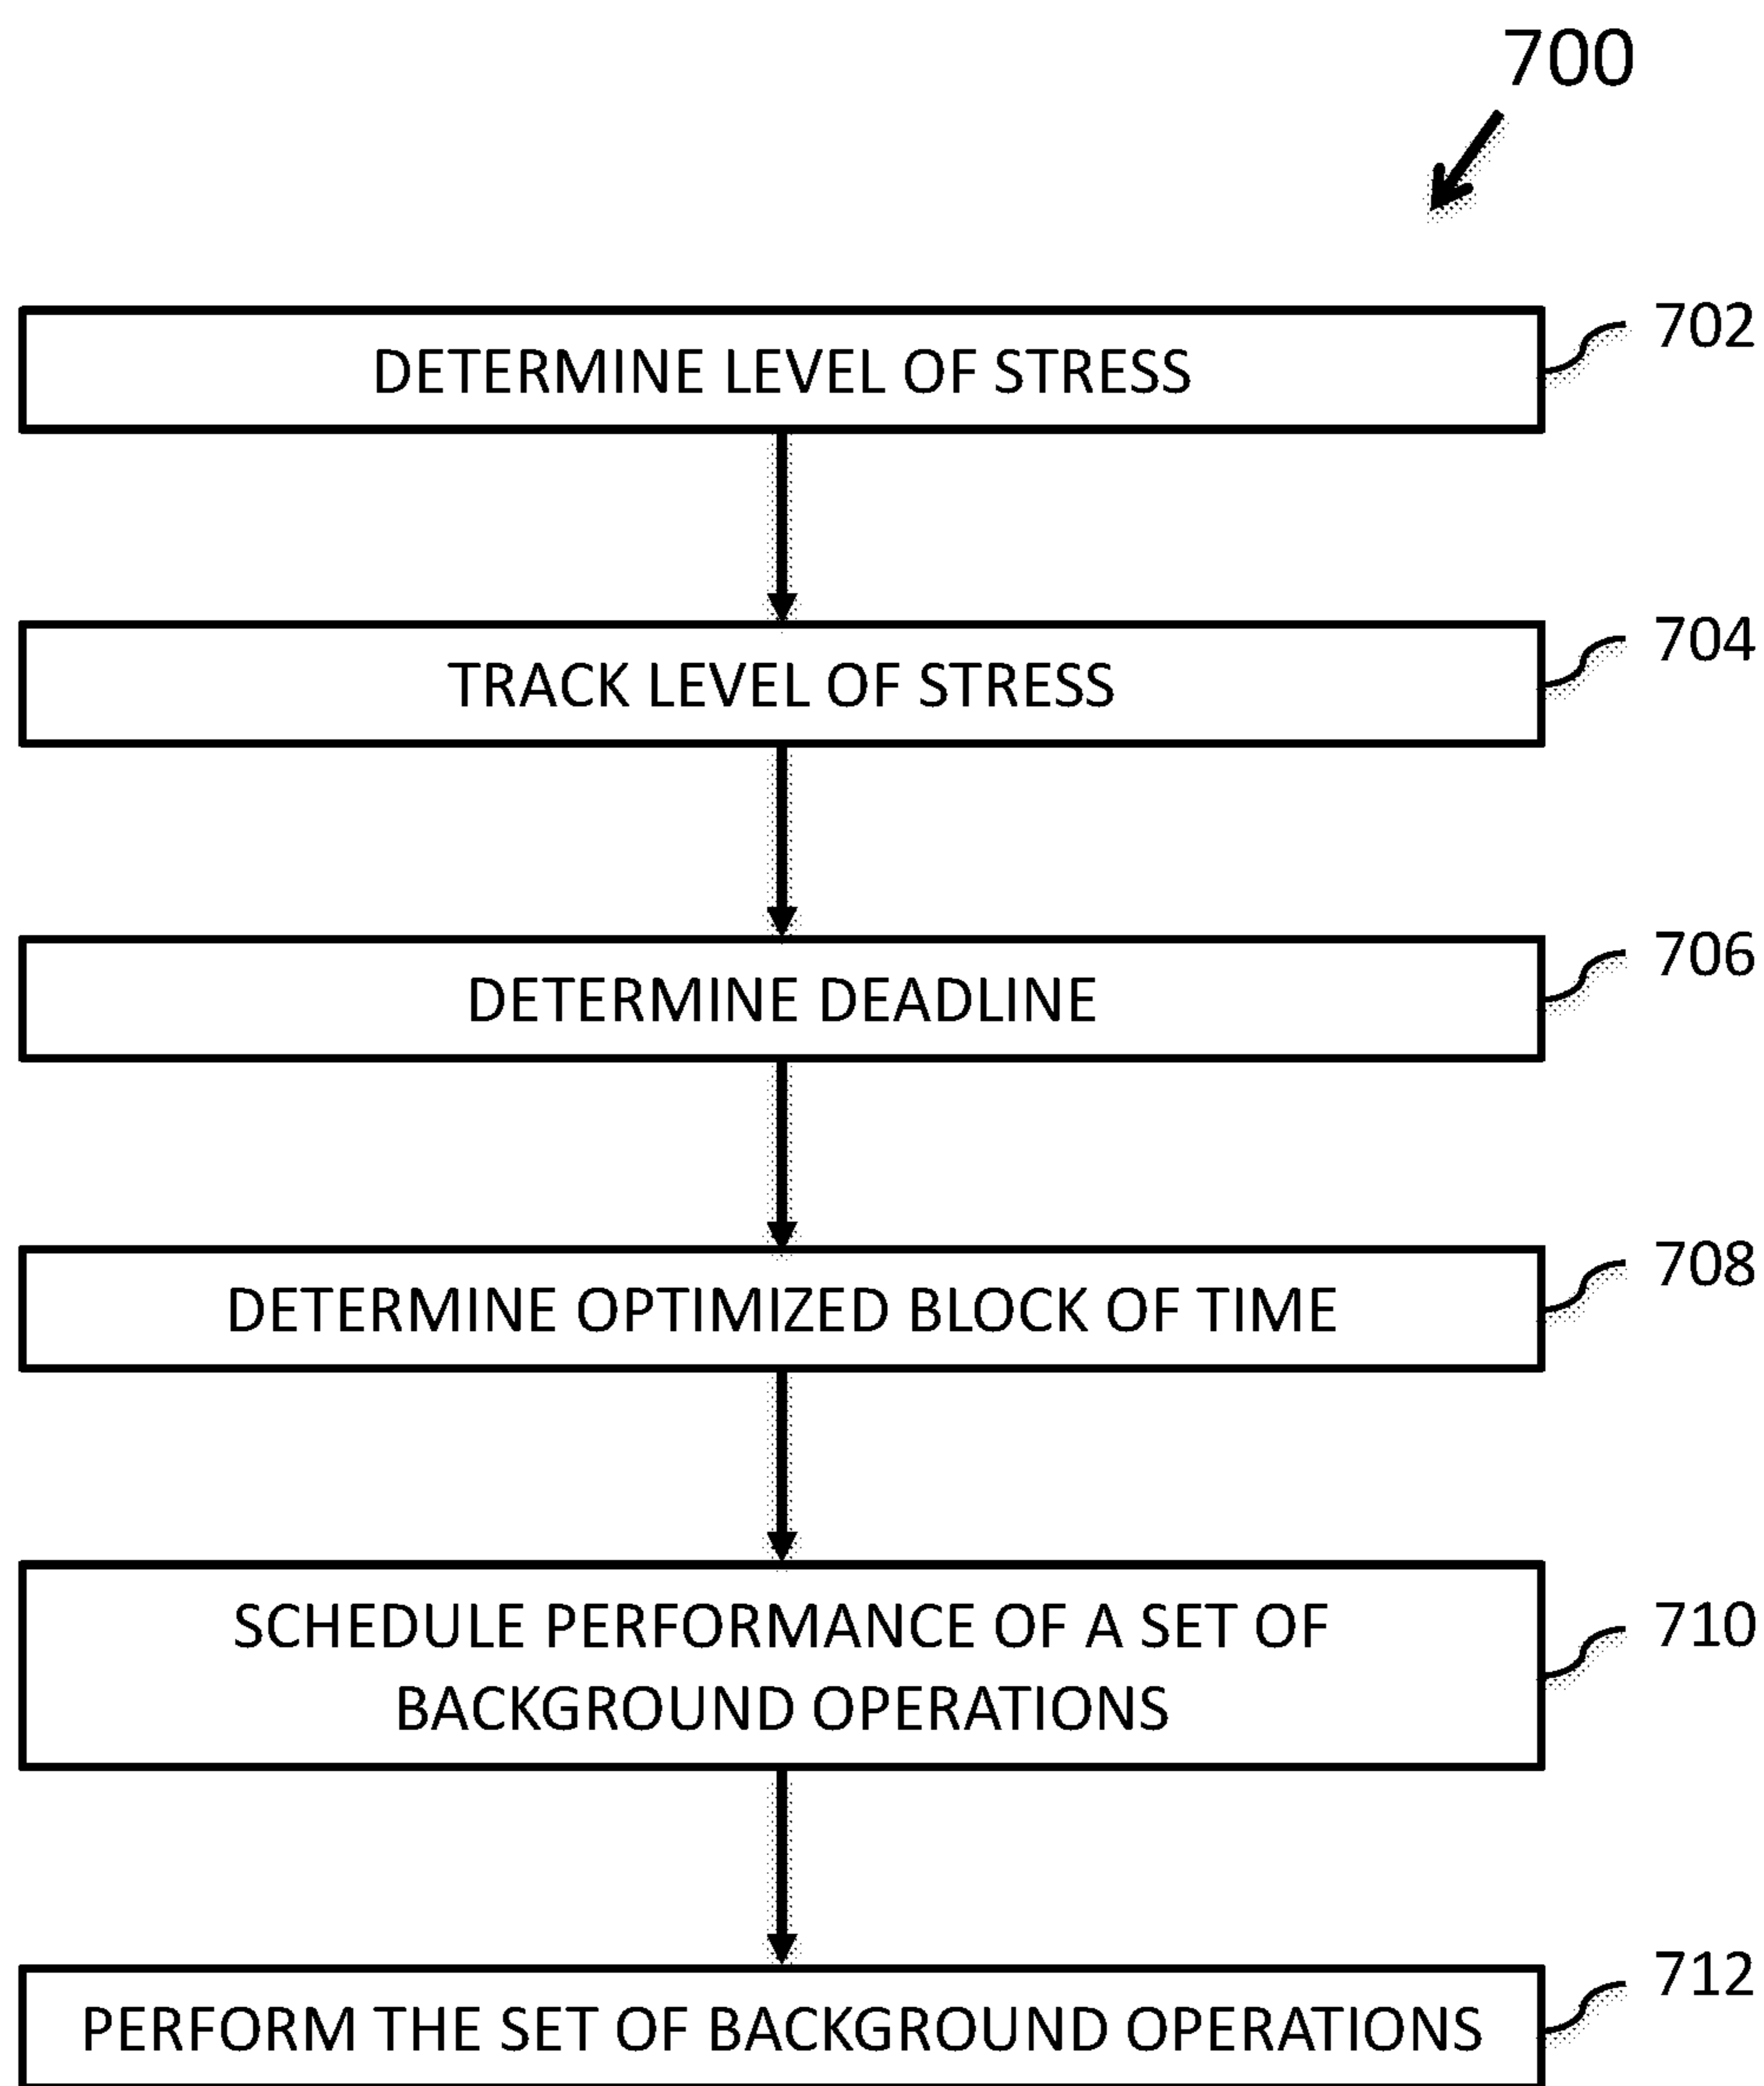 700
DETERMINE LEVEL OF STRESS
702
TRACK LEVEL OF STRESS
704
DETERMINE DEADLINE
706
DETERMINE OPTIMIZED BLOCK OF TIME
708
SCHEDULE PERFORMANCE OF A SET OF
BACKGROUND OPERATIONS
710
PERFORM THE SET OF BACKGROUND OPERATIONS
712